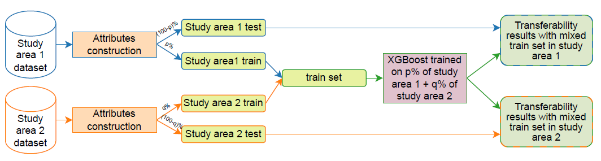 Study
area 1
dataset
Attributes
construction
(100-p)%
p%
Study area 1 test
Study area1 train
train set
XGBoost trained
on p% of study
area 1 + q% of
study area 2
Transferability
results with mixed
train set in study
area 1
Study
area 2
dataset
Attributes
construction
q%
(100-q)%
Study area 2 train
Study area 2 test
Transferability
results with mixed
train set in study
area 2